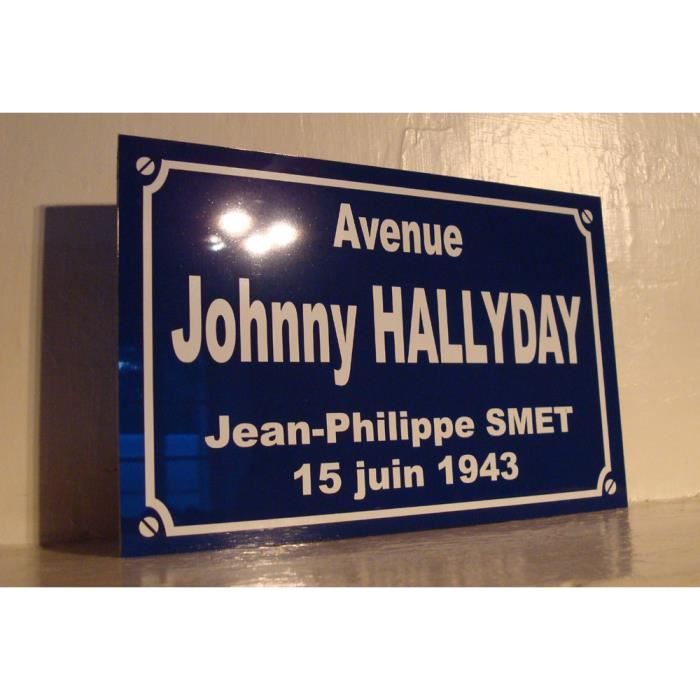 Avenue
Johnny HALLYDAY
Jean-Philippe SMET
15 juin 1943